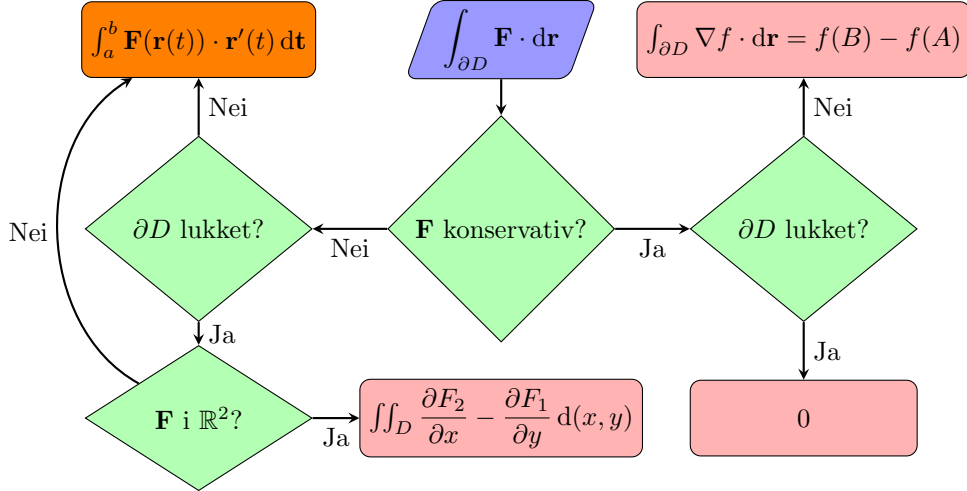 ∫_a^b 𝐅(𝐫(t)) · 𝐫′(t) d𝐭
∫_{∂D} 𝐅 · d𝐫
∫_{∂D} ∇f · d𝐫 = f(B) − f(A)
Nei
Nei
∂D lukket?
Nei
𝐅 konservativ?
Ja
∂D lukket?
Nei
Ja
Ja
𝐅 i ℝ²?
Ja
∬_D ∂F₂/∂x − ∂F₁/∂y d(x, y)
0